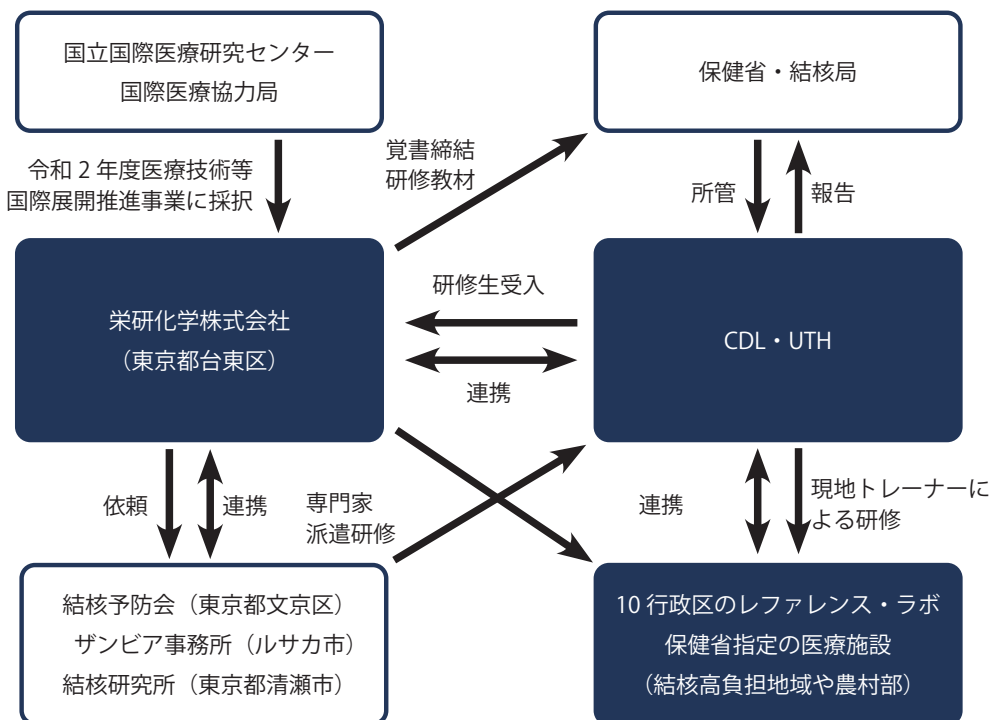 国立国際医療研究センター
国際医療協力局
保健省・結核局
令和 2 年度医療技術等
国際展開推進事業に採択
覚書締結
研修教材
所管
報告
栄研化学株式会社
（東京都台東区）
研修生受入
連携
CDL・UTH
依頼
連携
専門家
派遣研修
連携
現地トレーナーに
よる研修
結核予防会（東京都文京区）
ザンビア事務所（ルサカ市）
結核研究所（東京都清瀬市）
10 行政区のレファレンス・ラボ
保健省指定の医療施設
（結核高負担地域や農村部）